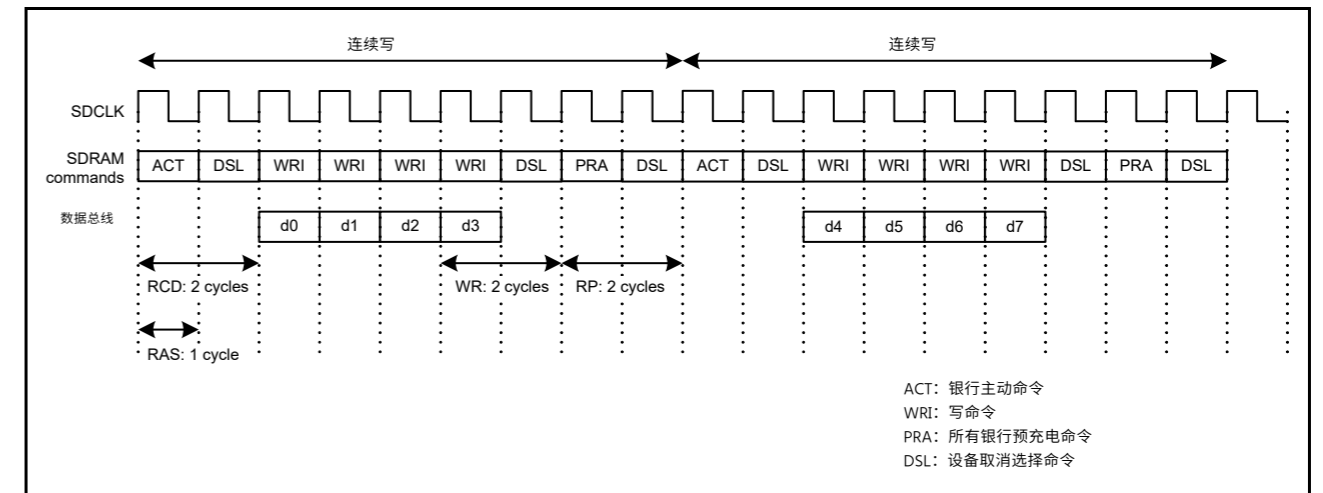 连续写 连续写
SDCLK
SDRAM
commands
ACT DSL WRI WRI WRI WRI DSL PRA DSL ACT DSL WRI WRI WRI WRI DSL PRA DSL
数据总线
d0 d1 d2 d3 d4 d5 d6 d7
RCD: 2 cycles WR: 2 cycles RP: 2 cycles
RAS: 1 cycle
ACT：银行主动命令
WRI：写命令
PRA：所有银行预充电命令
DSL：设备取消选择命令